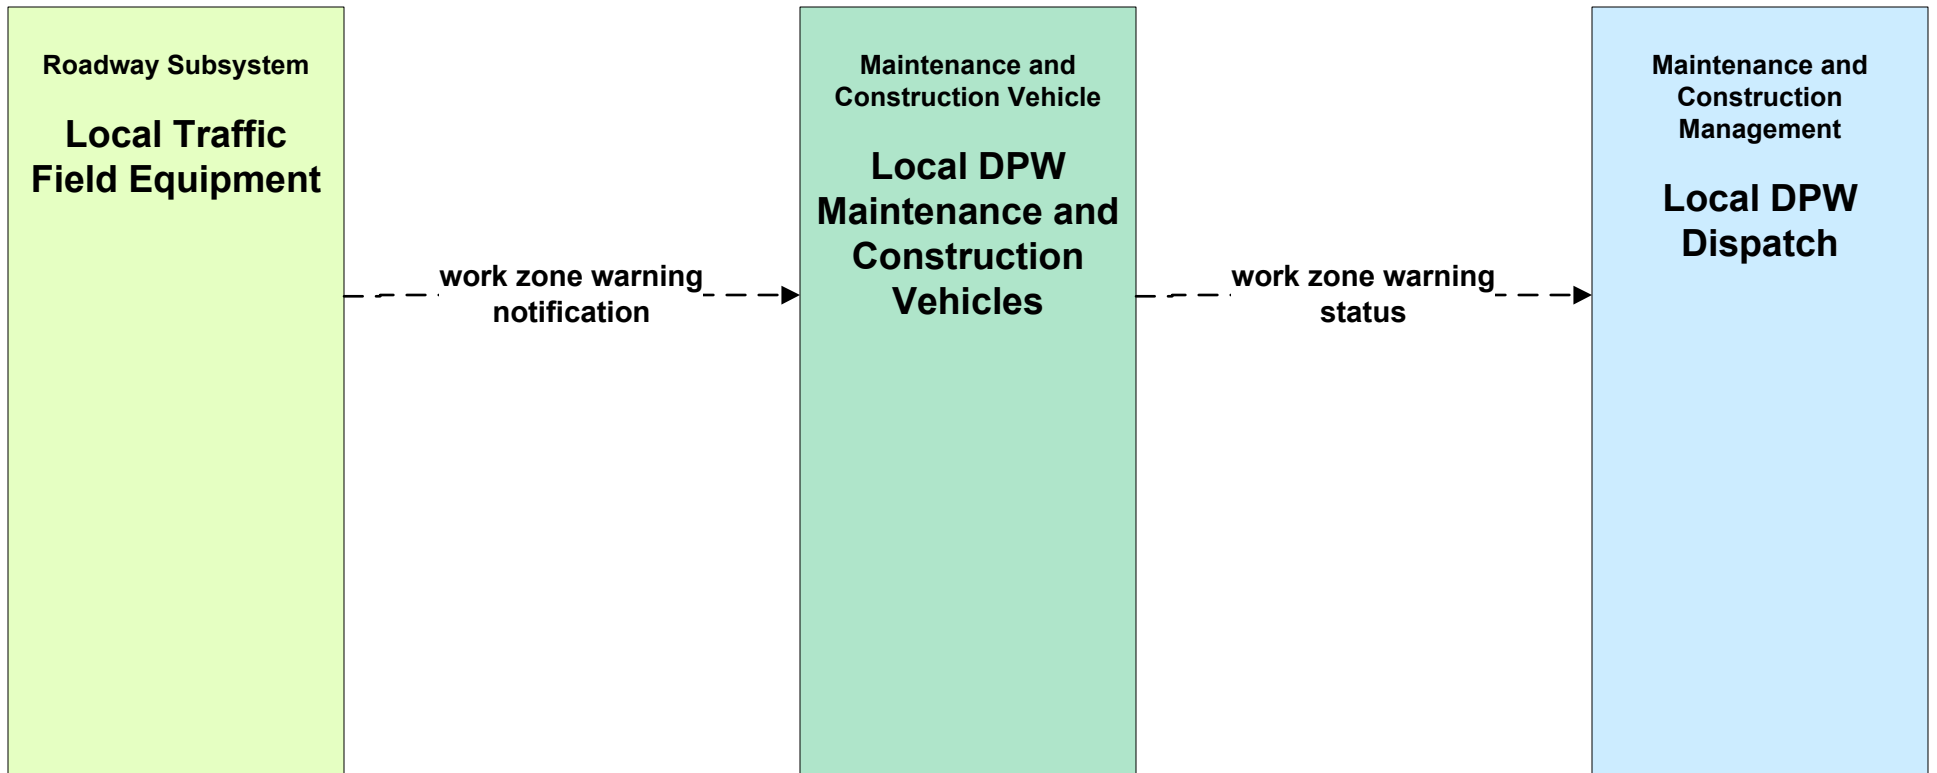 Roadway Subsystem
Local Traffic
Field Equipment
work zone warning
notification
Maintenance and
Construction Vehicle
Local DPW
Maintenance and
Construction
Vehicles
work zone warning
status
Maintenance and
Construction
Management
Local DPW
Dispatch